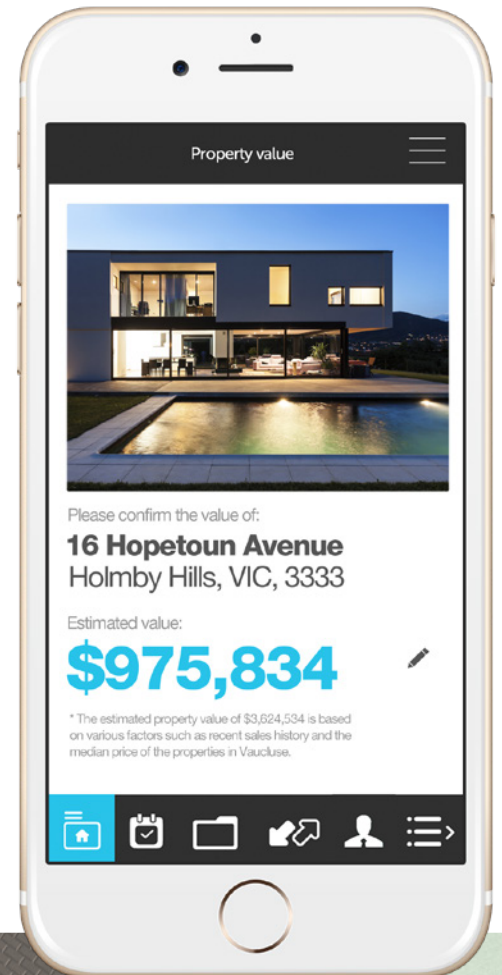 Property value
Please confirm the value of:
16 Hopetoun Avenue
Holmby Hills, VIC, 3333
Estimated value:
$975,834
* The estimated property value of $3,624,534 is based
on various factors such as recent sales history and the
median price of the properties in Vaucluse.